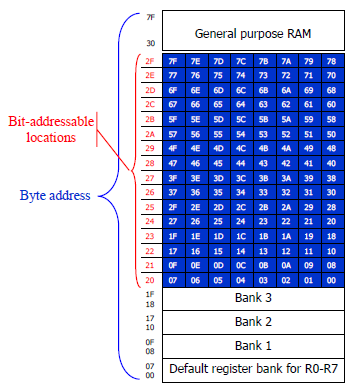 7F
General purpose RAM
30
2F 7F 7E 7D 7C 7B 7A 79 78
2E 77 76 75 74 73 72 71 70
2D 6F 6E 6D 6C 6B 6A 69 68
2C 67 66 65 64 63 62 61 60
2B 5F 5E 5D 5C 5B 5A 59 58
2A 57 56 55 54 53 52 51 50
29 4F 4E 4D 4C 4B 4A 49 48
28 47 46 45 44 43 42 41 40
27 3F 3E 3D 3C 3B 3A 39 38
26 37 36 35 34 33 32 31 30
25 2F 2E 2D 2C 2B 2A 29 28
24 27 26 25 24 23 22 21 20
23 1F 1E 1D 1C 1B 1A 19 18
22 17 16 15 14 13 12 11 10
21 0F 0E 0D 0C 0B 0A 09 08
20 07 06 05 04 03 02 01 00
Bit-addressable
locations
Byte address
1F
Bank 3
18
17
Bank 2
10
0F
Bank 1
08
07
Default register bank for R0-R7
00